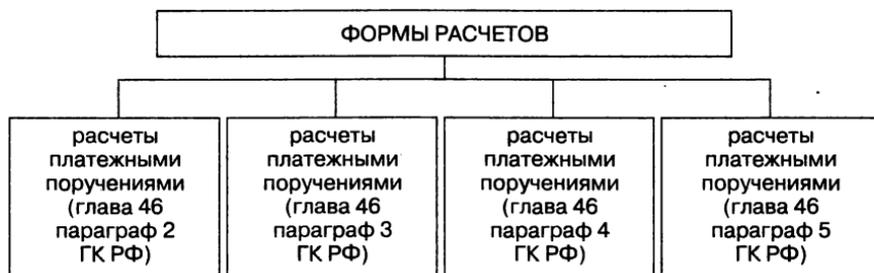 ФОРМЫ РАСЧЕТОВ
расчеты
платежными
поручениями
(глава 46
параграф 2
ГК РФ)
расчеты
платежными
поручениями
(глава 46
параграф 3
ГК РФ)
расчеты
платежными
поручениями
(глава 46
параграф 4
ГК РФ)
расчеты
платежными
поручениями
(глава 46
параграф 5
ГК РФ)